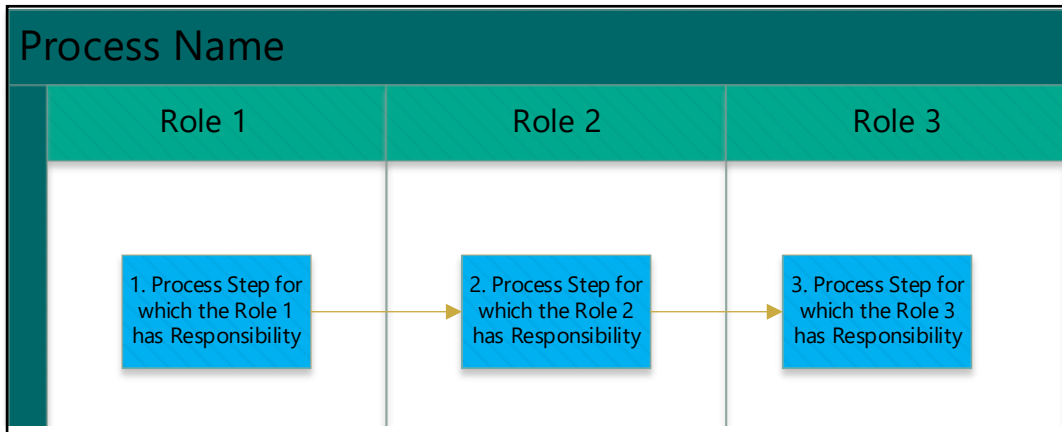 Process Name
Role 1
Role 2
Role 3
1. Process Step for
which the Role 1
has Responsibility
2. Process Step for
which the Role 2
has Responsibility
3. Process Step for
which the Role 3
has Responsibility